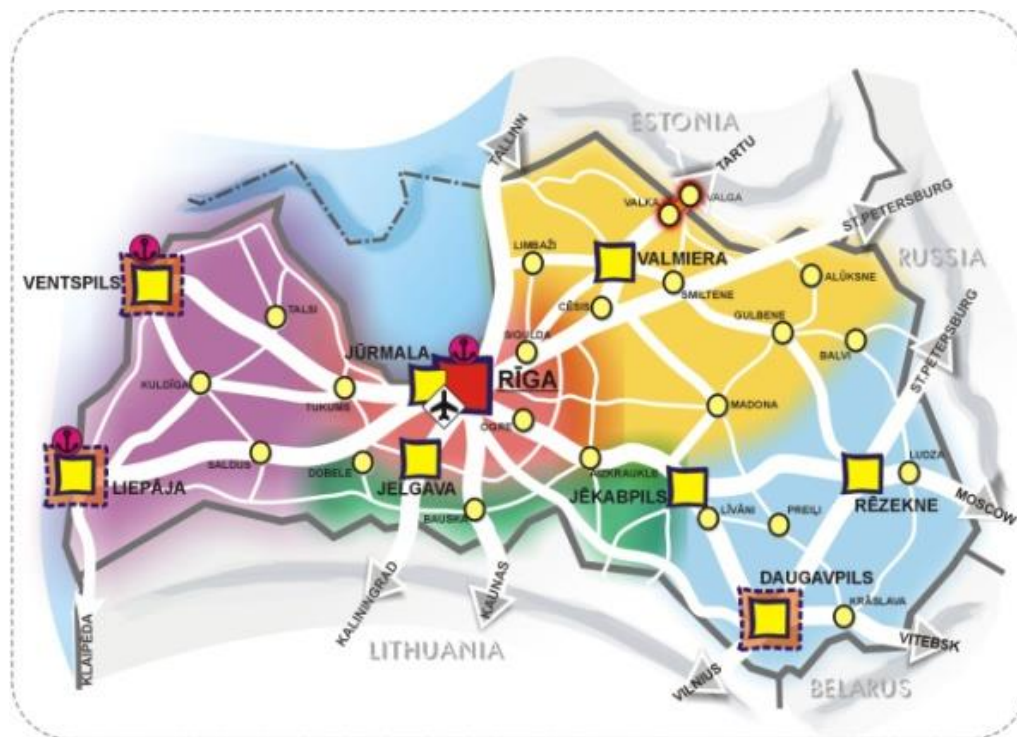 ESTONIA
TALLINN
TARTU
VALGA
VALKA
ST.PETERSBURG
RUSSIA
LIMBAŽI
VALMIERA
ALŪKSNE
VENTSPILS
SMILTENE
CĒSIS
TALSI
GULBENE
ST.PETERSBURG
SIGULDA
BALVI
JŪRMALA
RĪGA
KULDĪGA
TUKUMS
MADONA
OGRE
SALDUS
DOBELE
AIZKRAUKLE
LUDZA
LIEPĀJA
JELGAVA
JĒKABPILS
RĒZEKNE
MOSCOW
BAUSKA
LĪVĀNI
PREIĻI
DAUGAVPILS
KALININGRAD
KAUNAS
KRĀSLAVA
KLAIPEDA
LITHUANIA
VITEBSK
VILNIUS
BELARUS